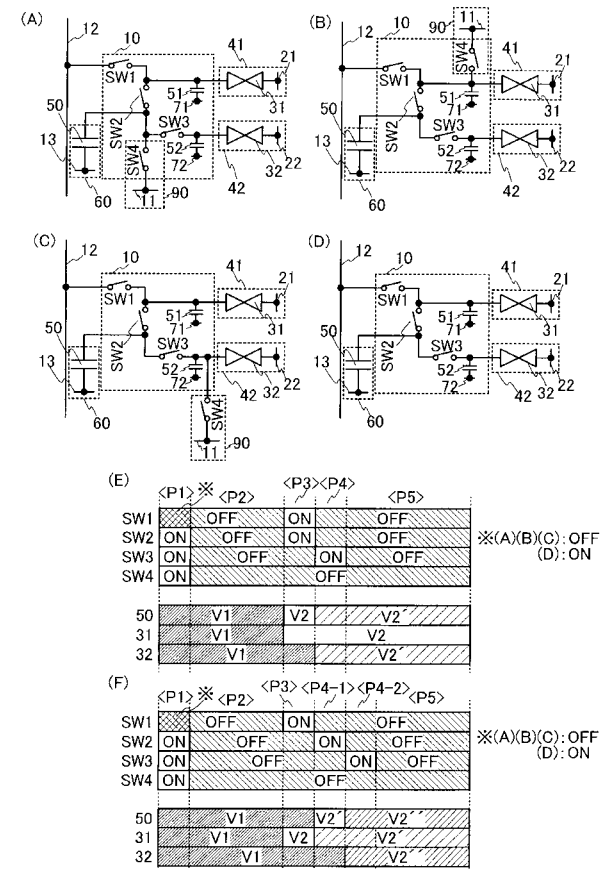 (A)
12
10
41
21
SW1
51
71
31
50
SW2
SW3
13
52
72
32
22
SW4
11
90
42
60
(B)
12
10
90
11
SW4
41
21
SW1
51
71
31
50
SW2
SW3
13
52
72
32
22
42
60
(C)
12
10
41
21
SW1
51
71
31
50
SW2
SW3
13
52
72
32
22
SW4
42
60
11
90
(D)
12
10
41
21
SW1
51
71
31
50
SW2
SW3
13
52
72
32
22
42
60
(E)
<P1> ※ <P2> <P3> <P4> <P5>
SW1 OFF ON OFF
SW2 ON OFF ON OFF
SW3 ON OFF ON OFF
SW4 ON OFF
※(A)(B)(C):OFF
(D):ON
50 V1 V2 V2´
31 V1 V2
32 V1 V2´
(F)
<P1> ※ <P2> <P3> <P4-1> <P4-2> <P5>
SW1 OFF ON OFF
SW2 ON OFF ON OFF
SW3 ON OFF ON OFF
SW4 ON OFF
※(A)(B)(C):OFF
(D):ON
50 V1 V2´ V2´´
31 V1 V2 V2´
32 V1 V2´´